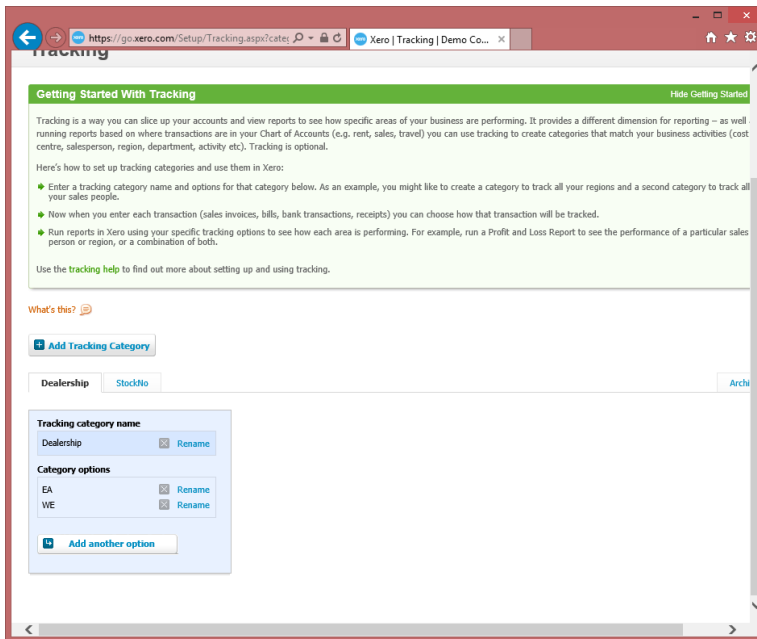 https://go.xero.com/Setup/Tracking.aspx?categ
Xero | Tracking | Demo Co...
Tracking
Getting Started With Tracking
Hide Getting Started
Tracking is a way you can slice up your accounts and view reports to see how specific areas of your business are performing. It provides a different dimension for reporting – as well
running reports based on where transactions are in your Chart of Accounts (e.g. rent, sales, travel) you can use tracking to create categories that match your business activities (cost
centre, salesperson, region, department, activity etc). Tracking is optional.
Here's how to set up tracking categories and use them in Xero:
Enter a tracking category name and options for that category below. As an example, you might like to create a category to track all your regions and a second category to track all
your sales people.
Now when you enter each transaction (sales invoices, bills, bank transactions, receipts) you can choose how that transaction will be tracked.
Run reports in Xero using your specific tracking options to see how each area is performing. For example, run a Profit and Loss Report to see the performance of a particular sales
person or region, or a combination of both.
Use the tracking help to find out more about setting up and using tracking.
What's this?
Add Tracking Category
Dealership
StockNo
Archi
Tracking category name
Dealership
Rename
Category options
EA
Rename
WE
Rename
Add another option